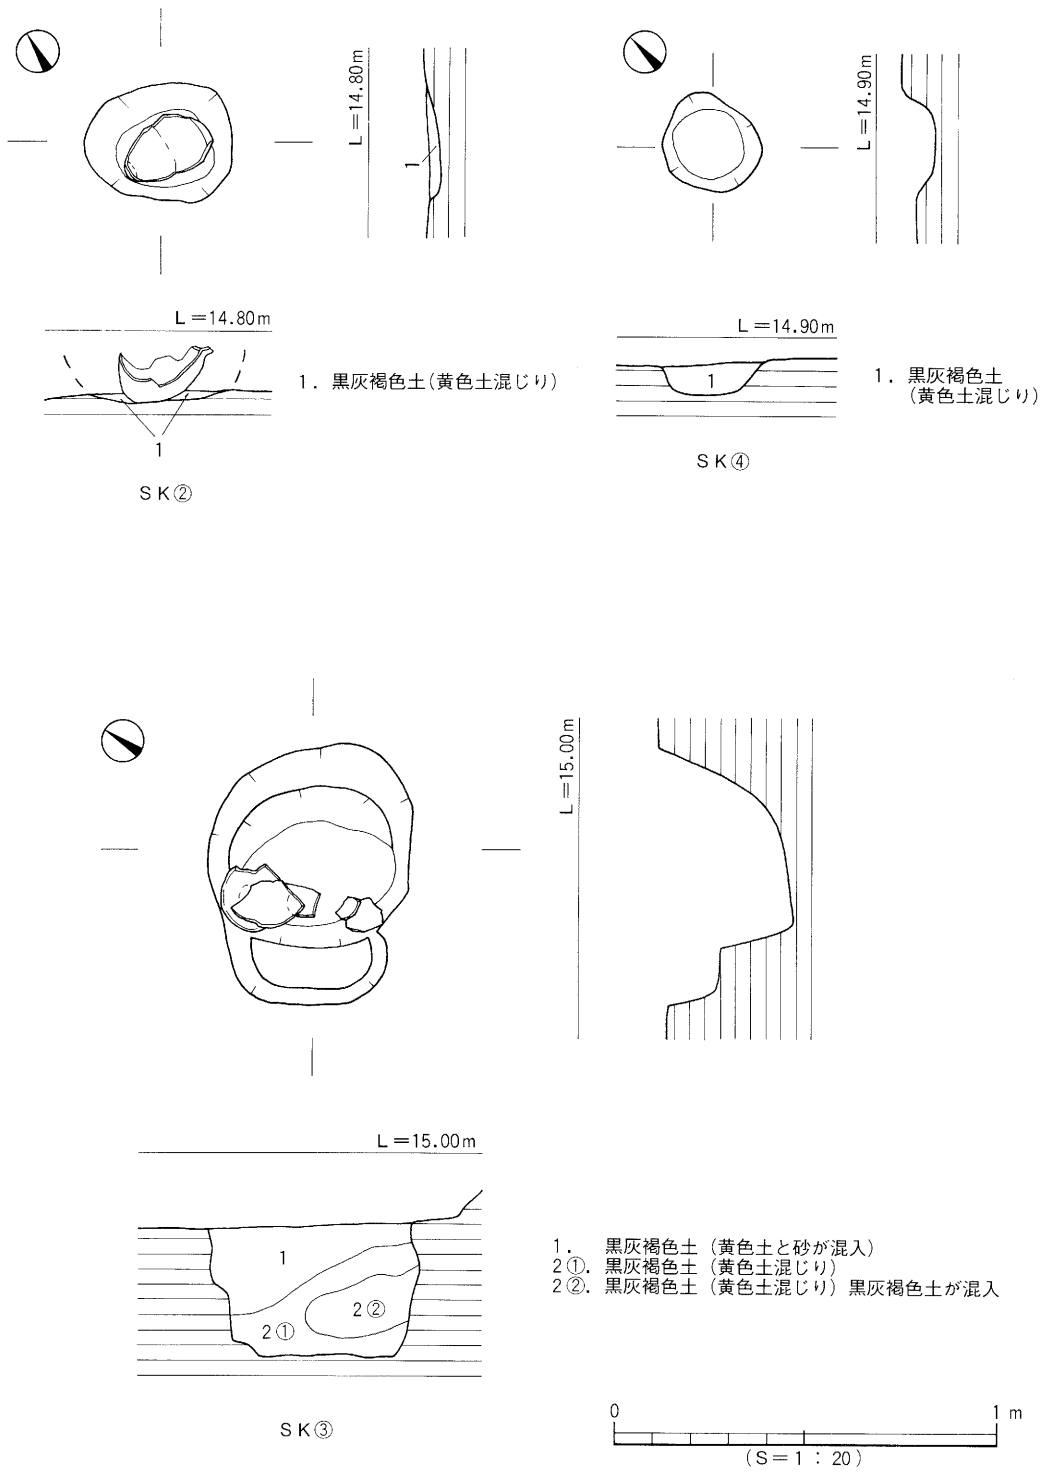 L=14.80m
1
L=14.90m
L=14.80m
1. 黒灰褐色土(黄色土混じり)
1
SK②
L=14.90m
1
1. 黒灰褐色土
(黄色土混じり)
SK④
L=15.00m
L=15.00m
1
2①
2②
1. 黒灰褐色土(黄色土と砂が混入)
2①. 黒灰褐色土(黄色土混じり)
2②. 黒灰褐色土(黄色土混じり)黒灰褐色土が混入
SK③
0 1 m
(S=1:20)